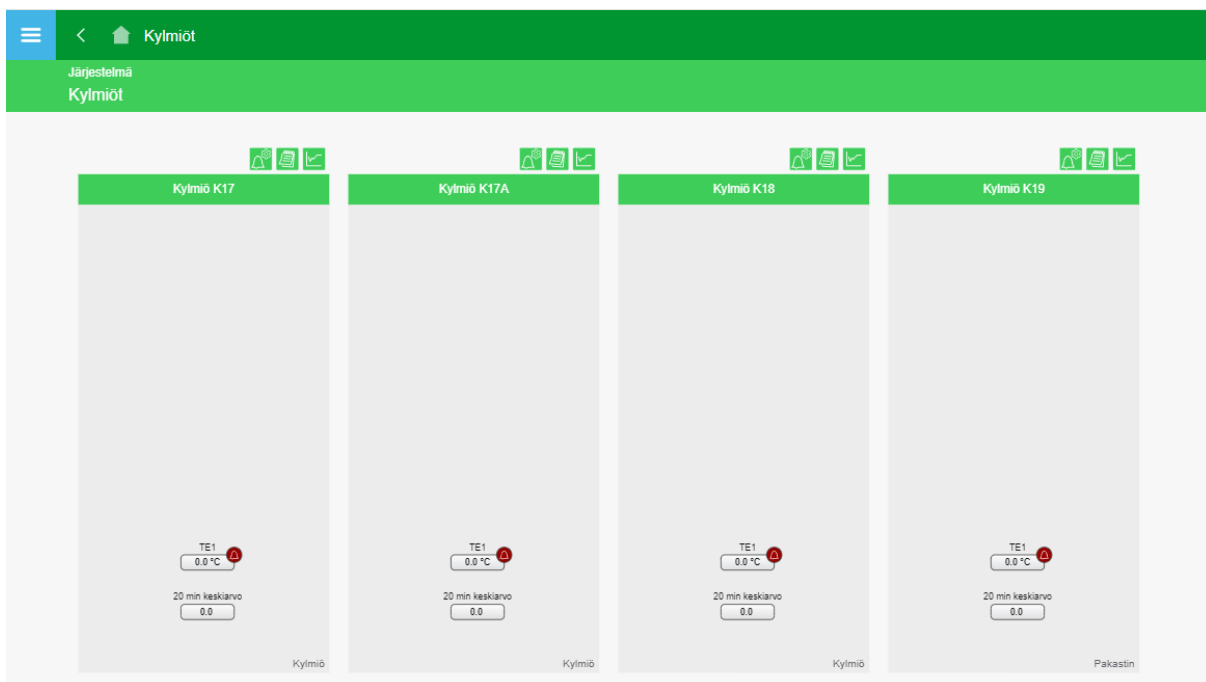 Kylmiöt
Järjestelmä
Kylmiöt
Kylmiö K17
TE1
0.0 °C
20 min keskiarvo
0.0
Kylmiö
Kylmiö K17A
TE1
0.0 °C
20 min keskiarvo
0.0
Kylmiö
Kylmiö K18
TE1
0.0 °C
20 min keskiarvo
0.0
Kylmiö
Kylmiö K19
TE1
0.0 °C
20 min keskiarvo
0.0
Pakastin